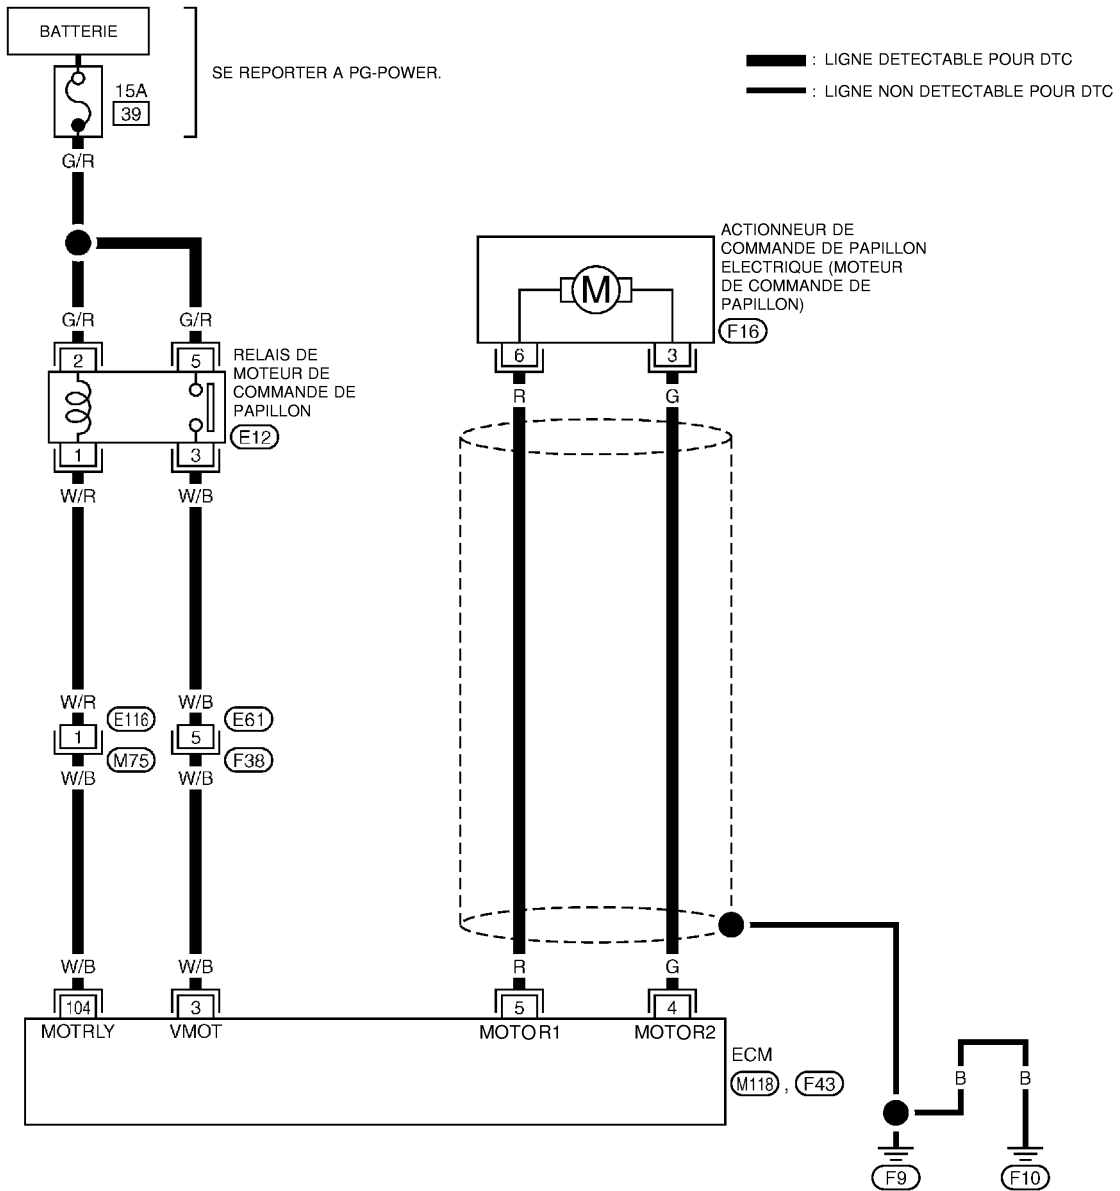 BATTERIE
15A
39
SE REPORTER A PG-POWER.
: LIGNE DETECTABLE POUR DTC
: LIGNE NON DETECTABLE POUR DTC
G/R
G/R
G/R
2
5
RELAIS DE
MOTEUR DE
COMMANDE DE
PAPILLON
E12
1
3
W/R
W/B
ACTIONNEUR DE
COMMANDE DE PAPILLON
ELECTRIQUE (MOTEUR
DE COMMANDE DE
PAPILLON)
F16
M
6
3
R
G
W/R
W/B
1
E116
M75
5
E61
F38
W/B
W/B
W/B
W/B
R
G
104
3
5
4
MOTRLY
VMOT
MOTOR1
MOTOR2
ECM
M118 , F43
B
B
F9
F10